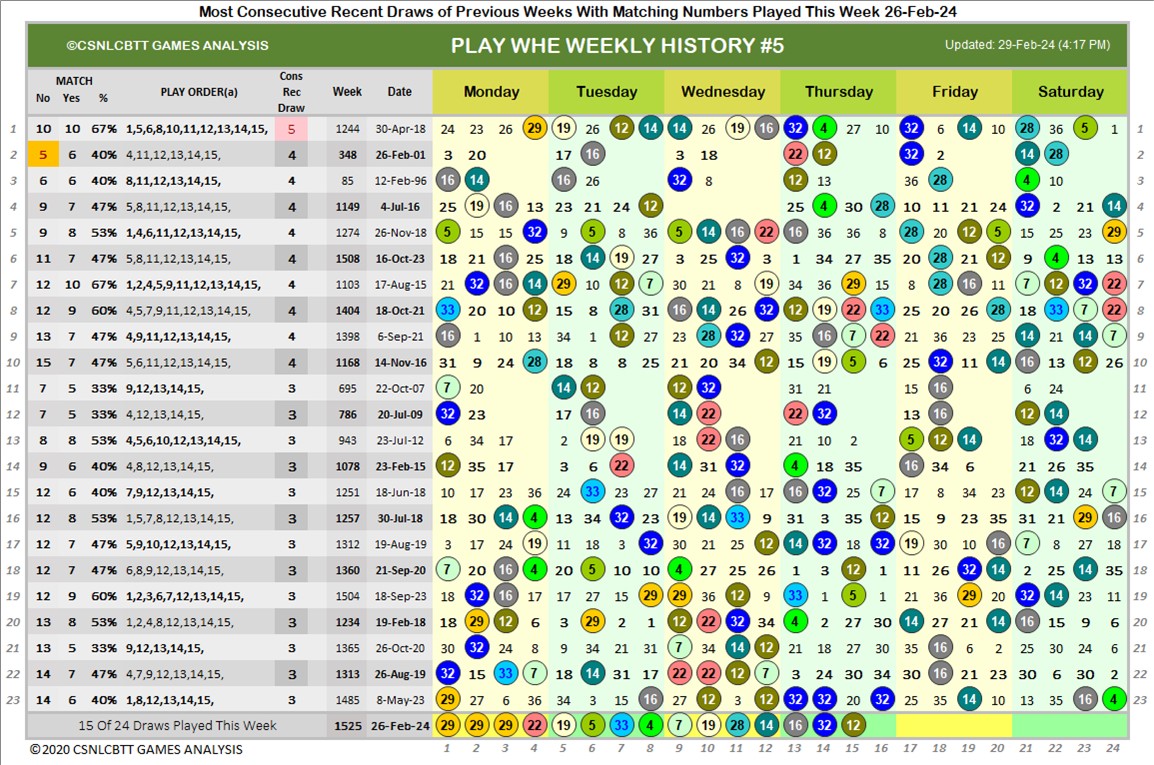 Most Consecutive Recent Draws of Previous Weeks With Matching Numbers Played This Week 26-Feb-24
©CSNLCBTT GAMES ANALYSIS PLAY WHE WEEKLY HISTORY #5 Updated: 29-Feb-24 (4:17 PM)
MATCH No Yes % PLAY ORDER(a) Cons Rec Draw Week Date Monday Tuesday Wednesday Thursday Friday Saturday
1 10 10 67% 1,5,6,8,10,11,12,13,14,15, 5 1244 30-Apr-18 24 23 26 29 19 26 12 14 14 26 19 16 32 4 27 10 32 6 14 10 28 36 5 1 1
2 5 6 40% 4,11,12,13,14,15, 4 348 26-Feb-01 3 20 17 16 3 18 22 12 32 2 14 28 2
3 6 6 40% 8,11,12,13,14,15, 4 85 12-Feb-96 16 14 16 26 32 8 12 13 36 28 4 10 3
4 9 7 47% 5,8,11,12,13,14,15, 4 1149 4-Jul-16 25 19 16 13 23 21 24 12 25 4 30 28 10 11 21 24 32 2 21 14 4
5 9 8 53% 1,4,6,11,12,13,14,15, 4 1274 26-Nov-18 5 15 15 32 9 5 8 36 5 14 16 22 16 36 36 8 28 20 12 5 15 25 23 29 5
6 11 7 47% 5,8,11,12,13,14,15, 4 1508 16-Oct-23 18 21 16 25 18 14 19 27 3 25 32 3 1 34 27 35 20 28 21 12 9 4 13 13 6
7 12 10 67% 1,2,4,5,9,11,12,13,14,15, 4 1103 17-Aug-15 21 32 16 14 29 10 12 7 30 21 8 19 34 36 29 15 8 28 16 11 7 12 32 22 7
8 12 9 60% 4,5,7,9,11,12,13,14,15, 4 1404 18-Oct-21 33 20 10 12 15 8 28 31 16 14 26 32 12 19 22 33 25 20 26 28 18 33 7 22 8
9 13 7 47% 4,9,11,12,13,14,15, 4 1398 6-Sep-21 16 1 10 13 34 1 12 27 23 28 32 27 35 16 7 22 21 36 23 25 14 21 14 7 9
10 15 7 47% 5,6,11,12,13,14,15, 4 1168 14-Nov-16 31 9 24 28 18 8 8 25 21 20 34 12 15 19 5 6 25 32 11 14 16 13 12 26 10
11 7 5 33% 9,12,13,14,15, 3 695 22-Oct-07 7 20 14 12 12 32 31 21 15 16 6 24 11
12 7 5 33% 4,12,13,14,15, 3 786 20-Jul-09 32 23 17 16 14 22 22 32 13 16 12 14 12
13 8 8 53% 4,5,6,10,12,13,14,15, 3 943 23-Jul-12 6 34 17 2 19 19 18 22 16 21 10 2 5 12 14 18 32 14 13
14 9 6 40% 4,8,12,13,14,15, 3 1078 23-Feb-15 12 35 17 3 6 22 14 31 32 4 18 35 16 34 6 21 26 35 14
15 12 6 40% 7,9,12,13,14,15, 3 1251 18-Jun-18 10 17 23 36 24 33 23 27 21 24 16 17 16 32 15 7 17 8 34 23 12 14 24 7 15
16 12 8 53% 1,5,7,8,12,13,14,15, 3 1257 30-Jul-18 18 30 14 4 13 34 32 23 19 14 33 9 31 3 35 12 15 9 23 35 31 21 29 16 16
17 12 7 47% 5,9,10,12,13,14,15, 3 1312 19-Aug-19 3 17 24 19 11 18 3 32 30 21 25 12 14 32 18 32 19 30 10 16 7 8 27 18 17
18 12 7 47% 6,8,9,12,13,14,15, 3 1360 21-Sep-20 7 20 16 4 20 5 10 10 4 27 25 26 1 3 12 1 11 26 32 14 2 25 14 35 18
19 12 9 60% 1,2,3,6,7,12,13,14,15, 3 1504 18-Sep-23 18 32 16 17 17 27 15 29 29 36 12 9 33 1 5 1 21 36 29 20 32 14 23 11 19
20 13 8 53% 1,2,4,8,12,13,14,15, 3 1234 19-Feb-18 18 29 12 6 3 29 2 1 12 22 32 34 4 2 27 30 14 27 21 14 16 15 9 6 20
21 13 5 33% 9,12,13,14,15, 3 1365 26-Oct-20 30 32 24 8 9 34 21 31 7 34 14 12 21 18 27 30 21 16 6 2 25 30 24 6 21
22 14 7 47% 4,7,9,12,13,14,15, 3 1313 26-Aug-19 32 15 33 7 18 14 31 17 22 22 12 7 3 24 30 34 30 16 21 17 30 6 30 2 22
23 14 6 40% 1,8,12,13,14,15, 3 1485 8-May-23 29 27 6 36 34 3 15 16 27 12 3 12 32 32 20 32 25 35 14 10 13 35 16 4 23
15 Of 24 Draws Played This Week 1525 26-Feb-24 29 29 29 22 19 5 33 4 7 19 28 14 16 32 12
©2020 CSNLCBTT GAMES ANALYSIS 1 2 3 4 5 6 7 8 9 10 11 12 13 14 15 16 17 18 19 20 21 22 23 24